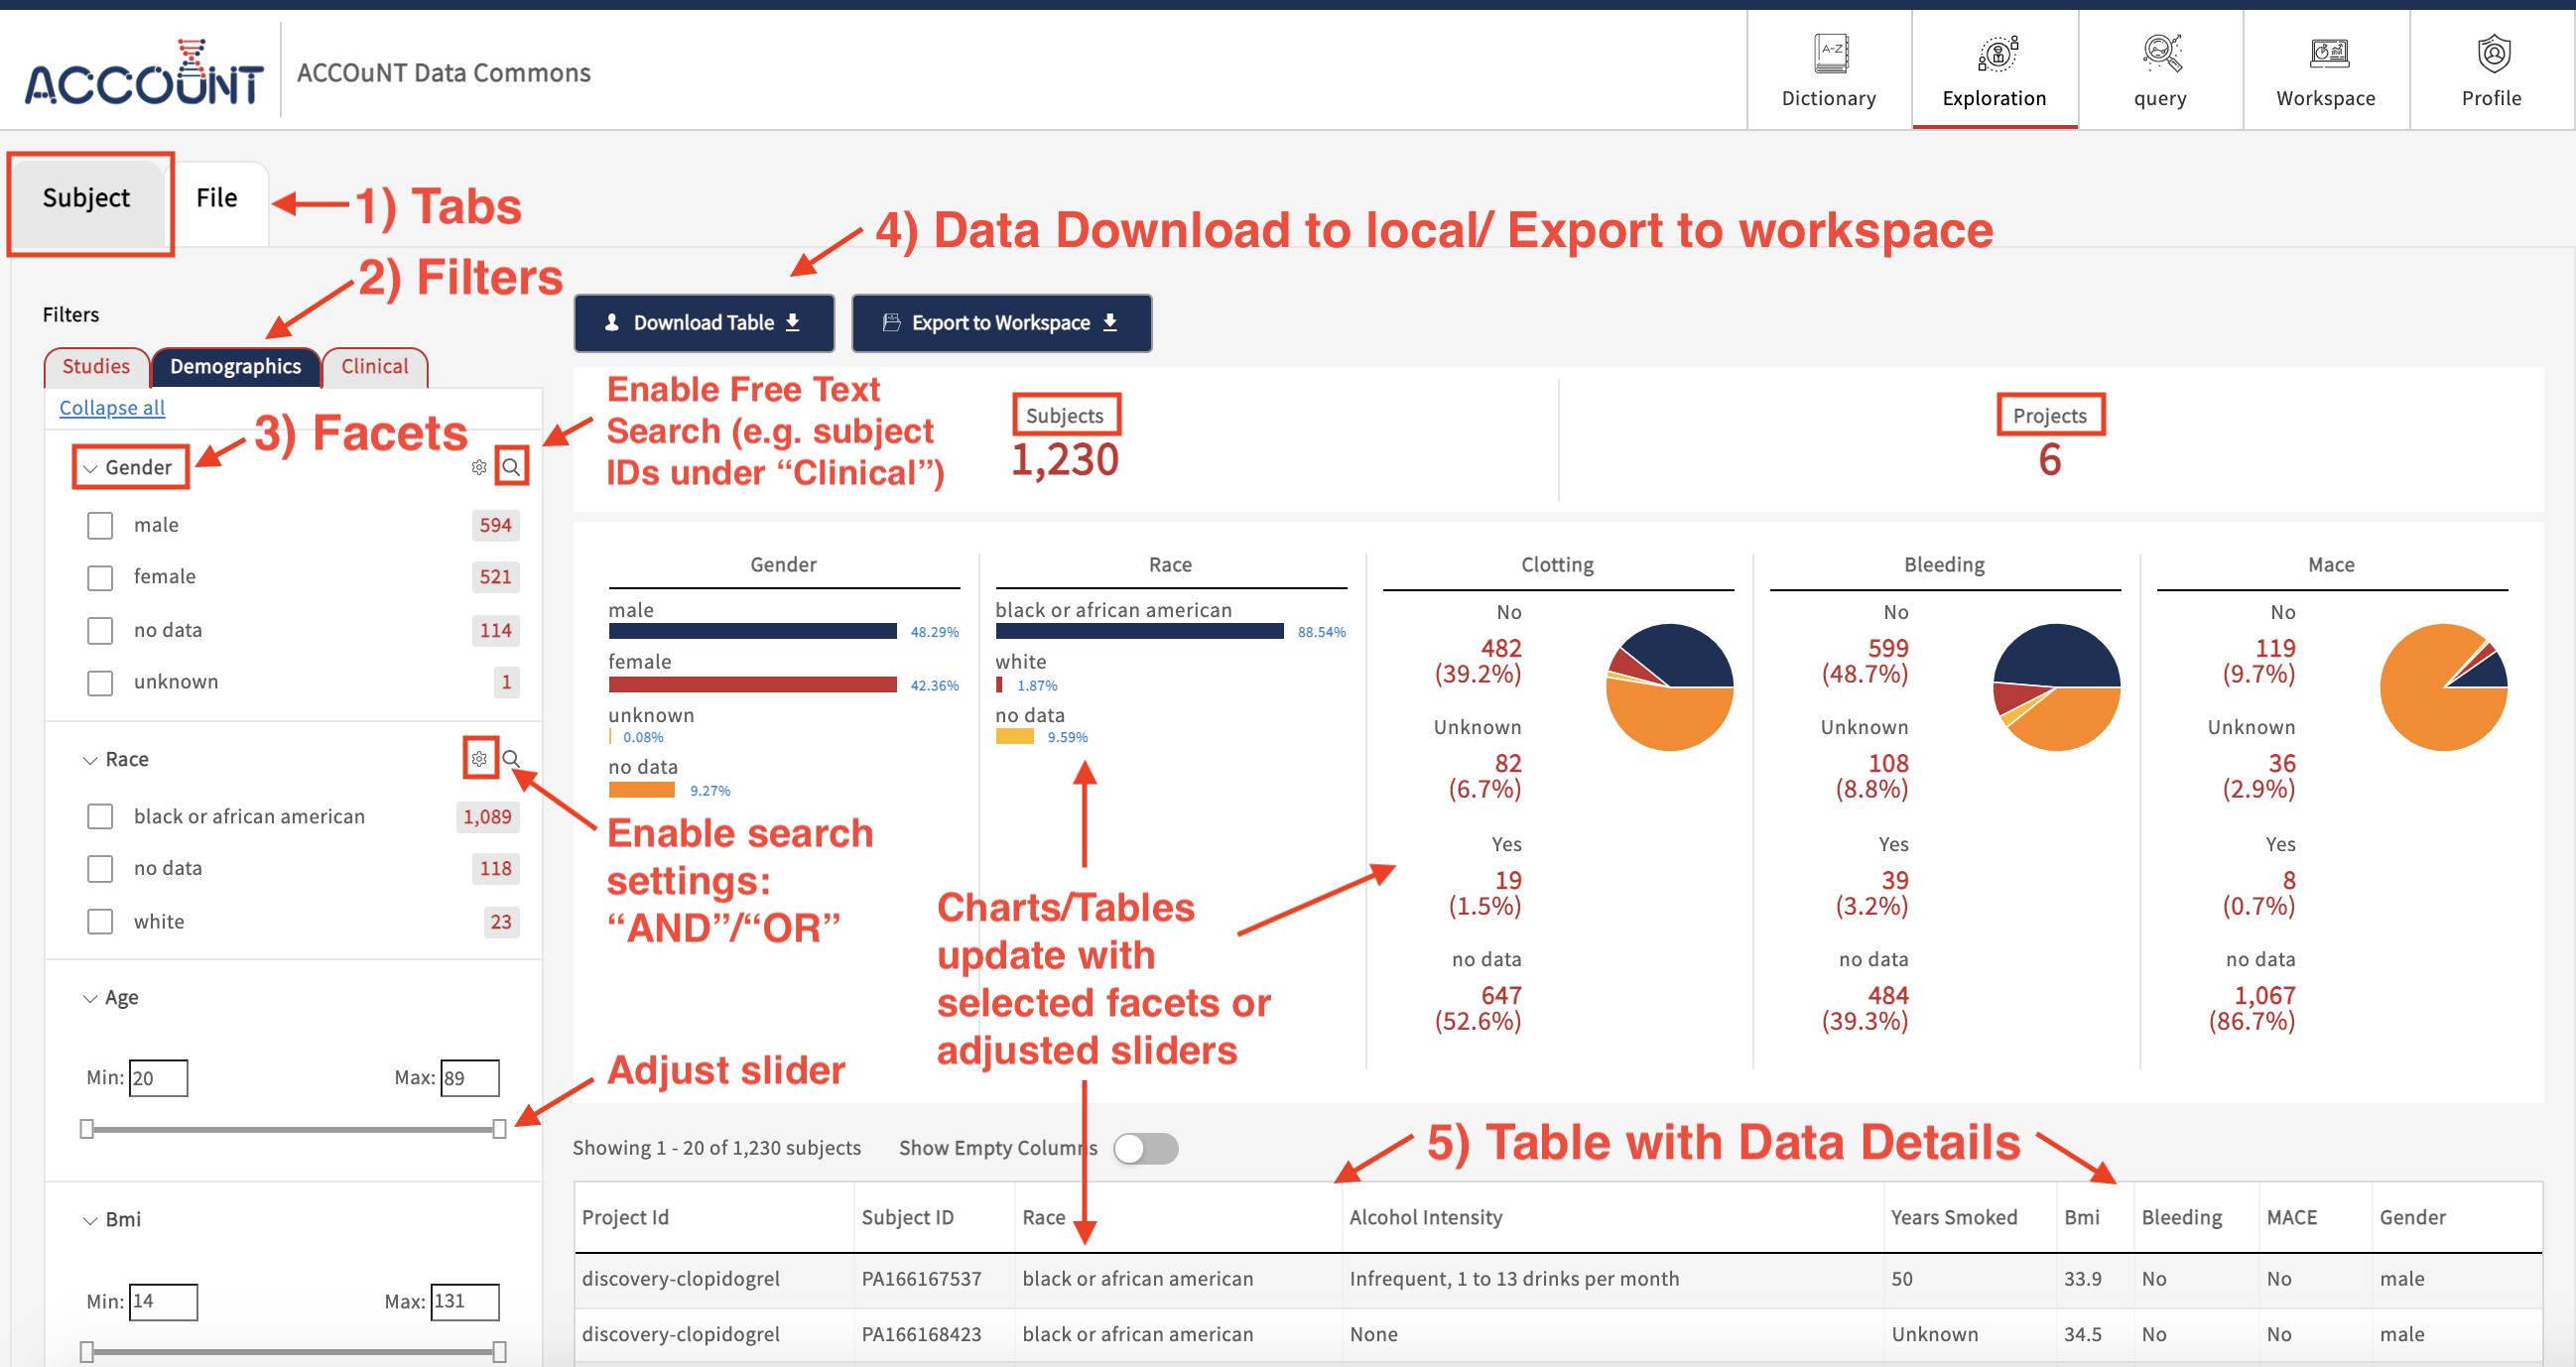 ACCOUNT
ACCOuNT Data Commons
A-Z
Dictionary
Exploration
query
Workspace
Profile
Subject
File
1) Tabs
4) Data Download to local/ Export to workspace
2) Filters
Filters
Download Table
Export to Workspace
Studies
Demographics
Clinical
Collapse all
3) Facets
Enable Free Text
Search (e.g. subject
IDs under “Clinical”)
Subjects
1,230
Projects
6
Gender
male
594
female
521
no data
114
unknown
1
Race
black or african american
1,089
no data
118
white
23
Enable search
settings:
“AND”/“OR”
Age
Min: 20
Max: 89
Adjust slider
Bmi
Min: 14
Max: 131
Gender
male
48.29%
female
42.36%
unknown
0.08%
no data
9.27%
Race
black or african american
88.54%
white
1.87%
no data
9.59%
Charts/Tables
update with
selected facets or
adjusted sliders
Clotting
No
482
(39.2%)
Unknown
82
(6.7%)
Yes
19
(1.5%)
no data
647
(52.6%)
Bleeding
No
599
(48.7%)
Unknown
108
(8.8%)
Yes
39
(3.2%)
no data
484
(39.3%)
Mace
No
119
(9.7%)
Unknown
36
(2.9%)
Yes
8
(0.7%)
no data
1,067
(86.7%)
Showing 1 - 20 of 1,230 subjects
Show Empty Columns
5) Table with Data Details
Project Id Subject ID Race Alcohol Intensity Years Smoked Bmi Bleeding MACE Gender
discovery-clopidogrel PA166167537 black or african american Infrequent, 1 to 13 drinks per month 50 33.9 No No male
discovery-clopidogrel PA166168423 black or african american None Unknown 34.5 No No male